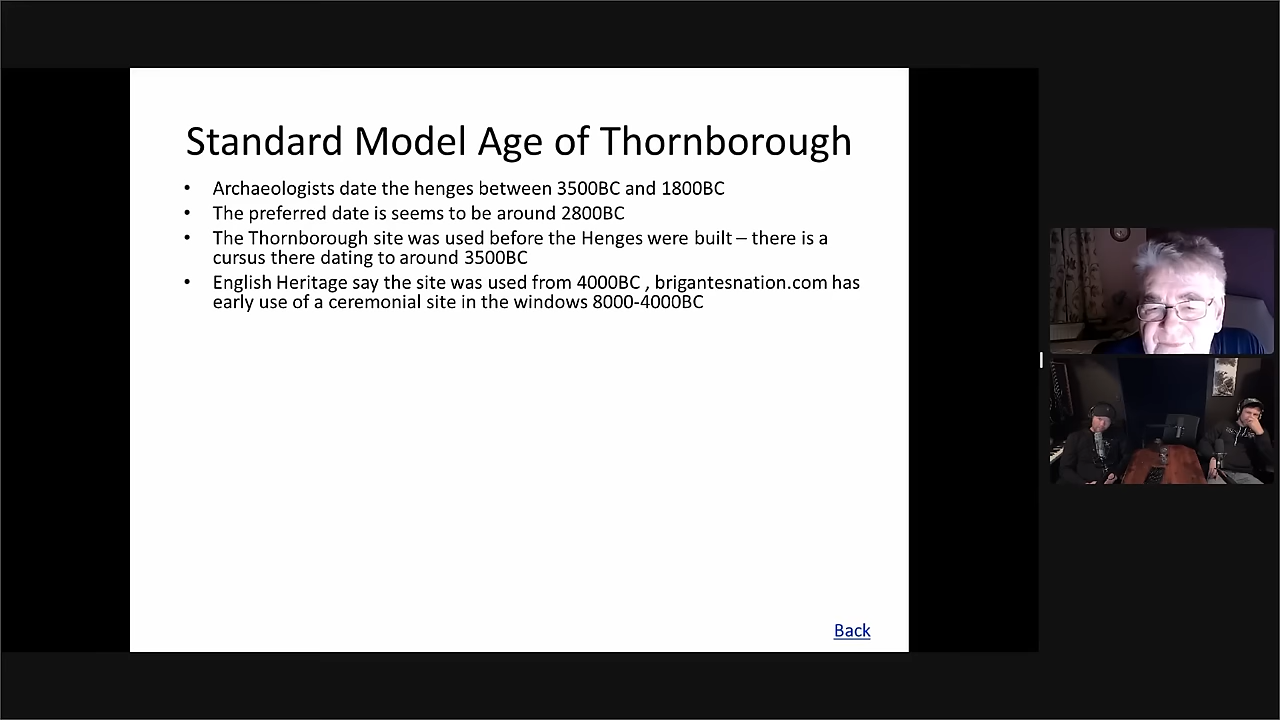 Standard Model Age of Thornborough
• Archaeologists date the henges between 3500BC and 1800BC
• The preferred date is seems to be around 2800BC
• The Thornborough site was used before the Henges were built – there is a
cursus there dating to around 3500BC
• English Heritage say the site was used from 4000BC , brigantesnation.com has
early use of a ceremonial site in the windows 8000-4000BC
Back